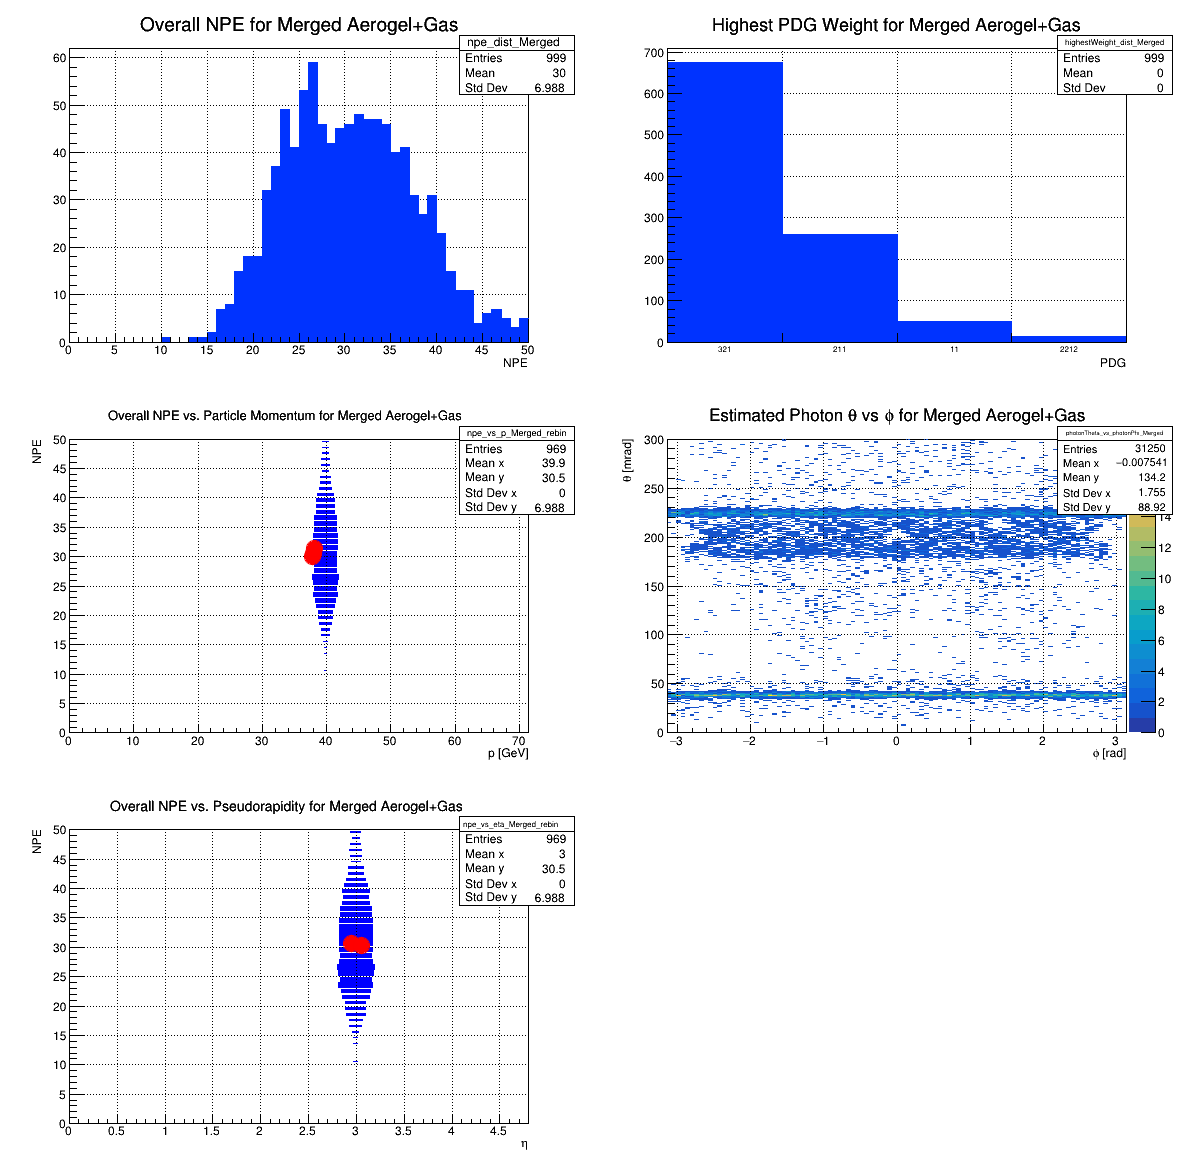 Overall NPE for Merged Aerogel+Gas
npe_dist_Merged
Entries 999
Mean 30
Std Dev 6.988
60
50
40
30
20
10
0
0 5 10 15 20 25 30 35 40 45 50
NPE
Highest PDG Weight for Merged Aerogel+Gas
highestWeight_dist_Merged
Entries 999
Mean 0
Std Dev 0
700
600
500
400
300
200
100
0
321 211 11 2212
PDG
Overall NPE vs. Particle Momentum for Merged Aerogel+Gas
npe_vs_p_Merged_rebin
Entries 969
Mean x 39.9
Mean y 30.5
Std Dev x 0
Std Dev y 6.988
NPE
50
45
40
35
30
25
20
15
10
5
0
0 10 20 30 40 50 60 70
p [GeV]
Estimated Photon θ vs ϕ for Merged Aerogel+Gas
photonTheta_vs_photonPhi_Merged
Entries 31250
Mean x −0.007541
Mean y 134.2
Std Dev x 1.755
Std Dev y 88.92
θ [mrad]
300
250
200
150
100
50
0
−3 −2 −1 0 1 2 3
ϕ [rad]
14
12
10
8
6
4
2
0
Overall NPE vs. Pseudorapidity for Merged Aerogel+Gas
npe_vs_eta_Merged_rebin
Entries 969
Mean x 3
Mean y 30.5
Std Dev x 0
Std Dev y 6.988
NPE
50
45
40
35
30
25
20
15
10
5
0
0 0.5 1 1.5 2 2.5 3 3.5 4 4.5
η